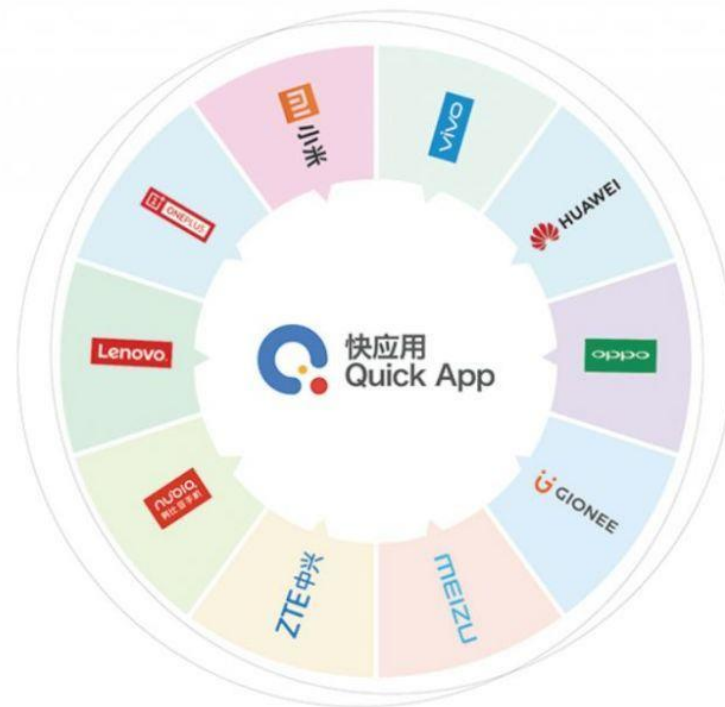 小米
vivo
HUAWEI
oppo
GIONEE
MEIZU
ZTE中兴
nubia
努比亚手机
Lenovo.
ONEPLUS
快应用
Quick App